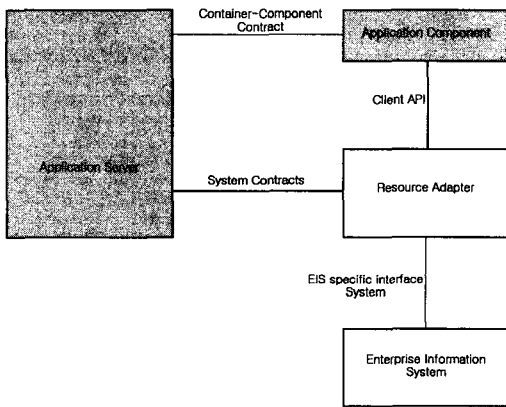 Container-Component
Contract
Application Component
Client API
Application Server
System Contracts
Resource Adapter
EIS specific interface
System
Enterprise Information
System